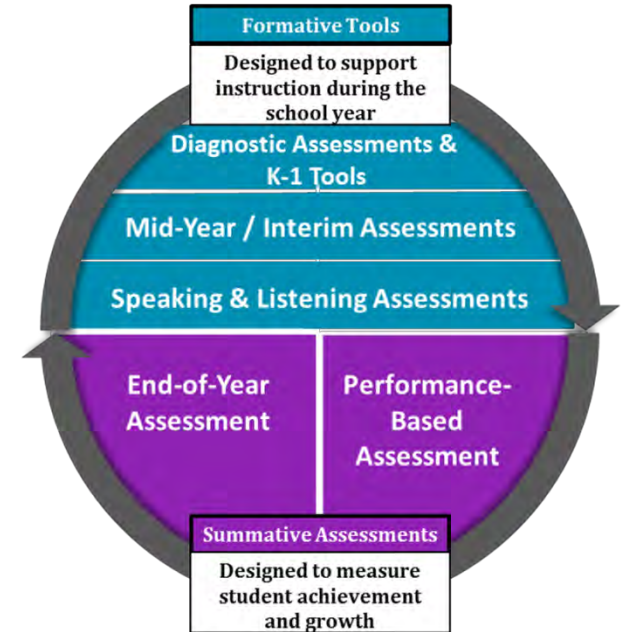 Formative Tools
Designed to support
instruction during the
school year
Diagnostic Assessments &
K-1 Tools
Mid-Year / Interim Assessments
Speaking & Listening Assessments
End-of-Year
Assessment
Performance-
Based
Assessment
Summative Assessments
Designed to measure
student achievement
and growth